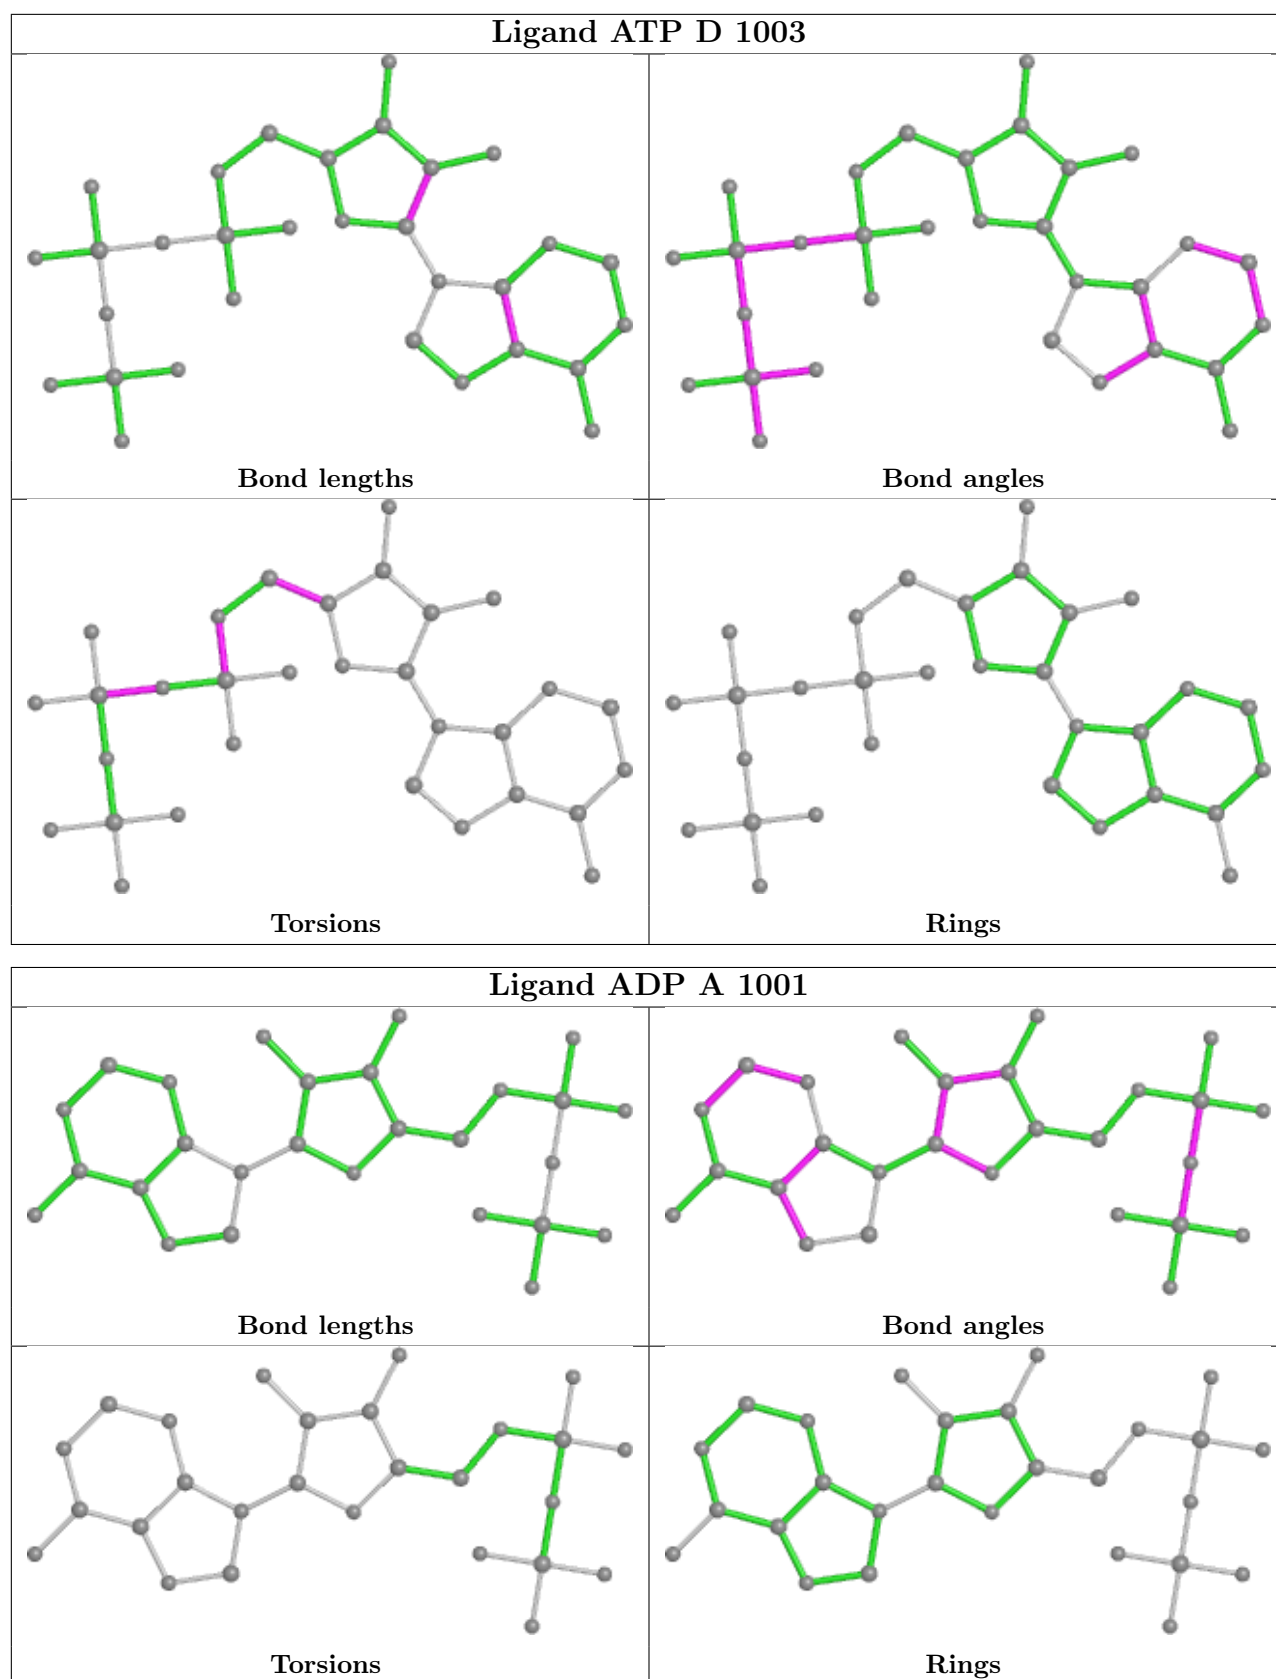 Ligand ATP D 1003
Bond lengths
Bond angles
Torsions
Rings
Ligand ADP A 1001
Bond lengths
Bond angles
Torsions
Rings